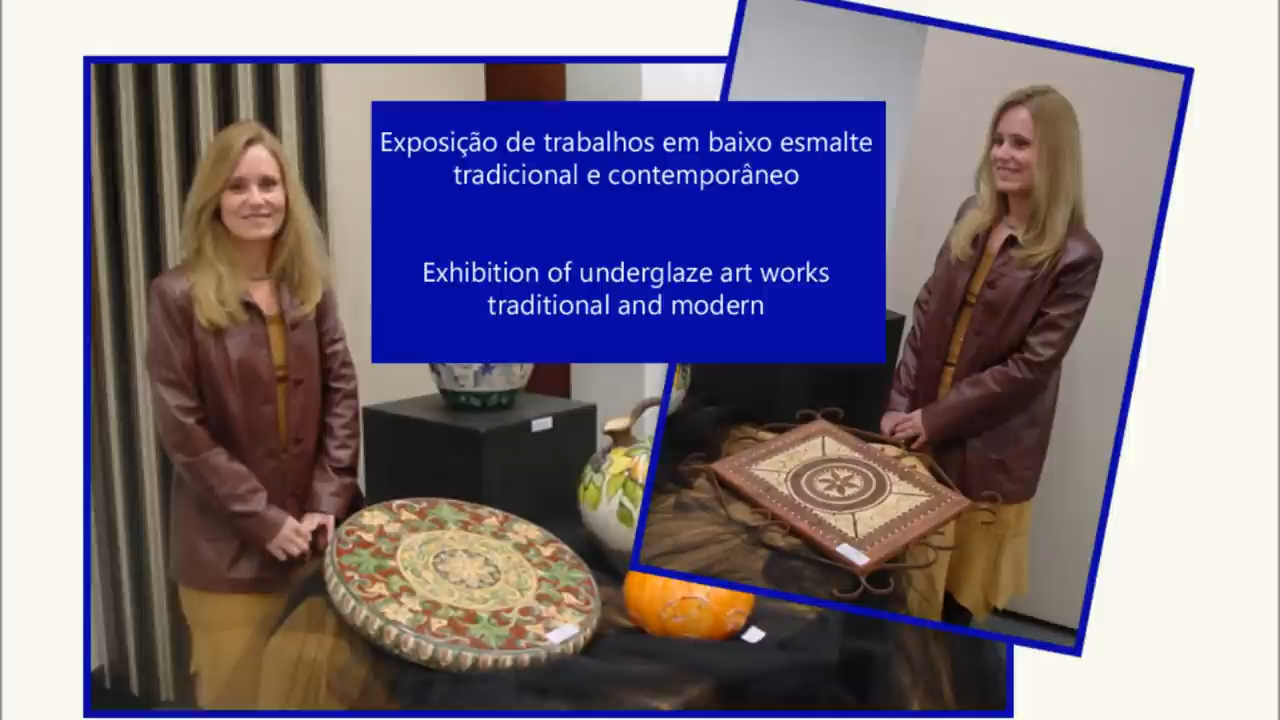 Exposição de trabalhos em baixo esmalte
tradicional e contemporâneo
Exhibition of underglaze art works
traditional and modern